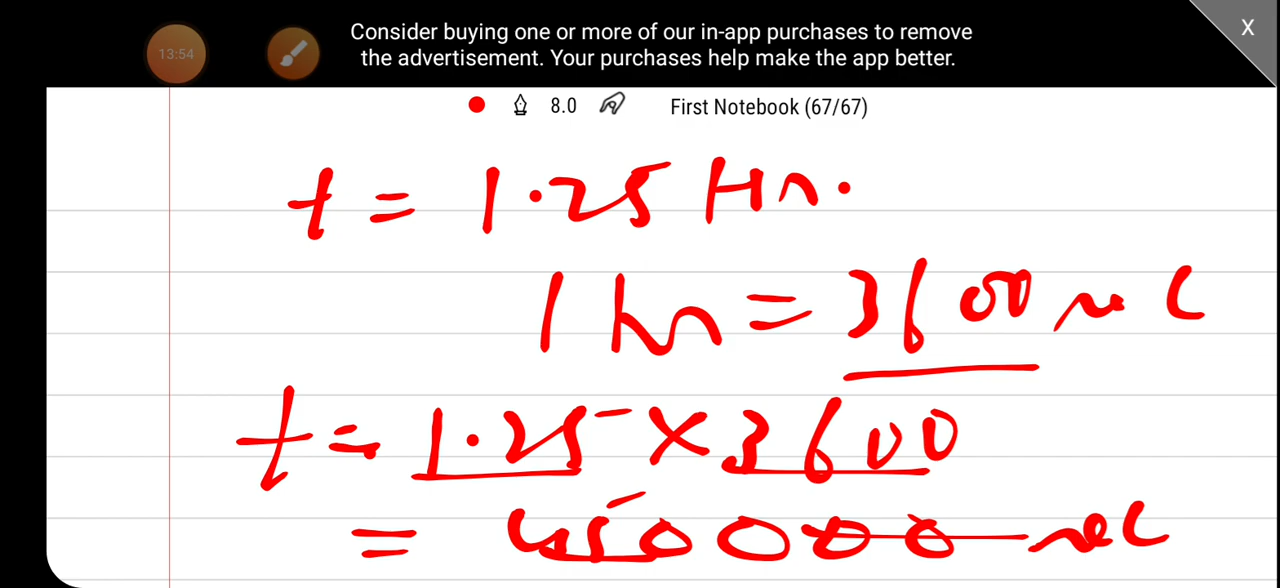 Consider buying one or more of our in-app purchases to remove
the advertisement. Your purchases help make the app better.
X
13:54
8.0 First Notebook (67/67)
t = 1.25 Hr.
1 hr = 3600 sec
t = 1.25 × 3600
= 450000 sec